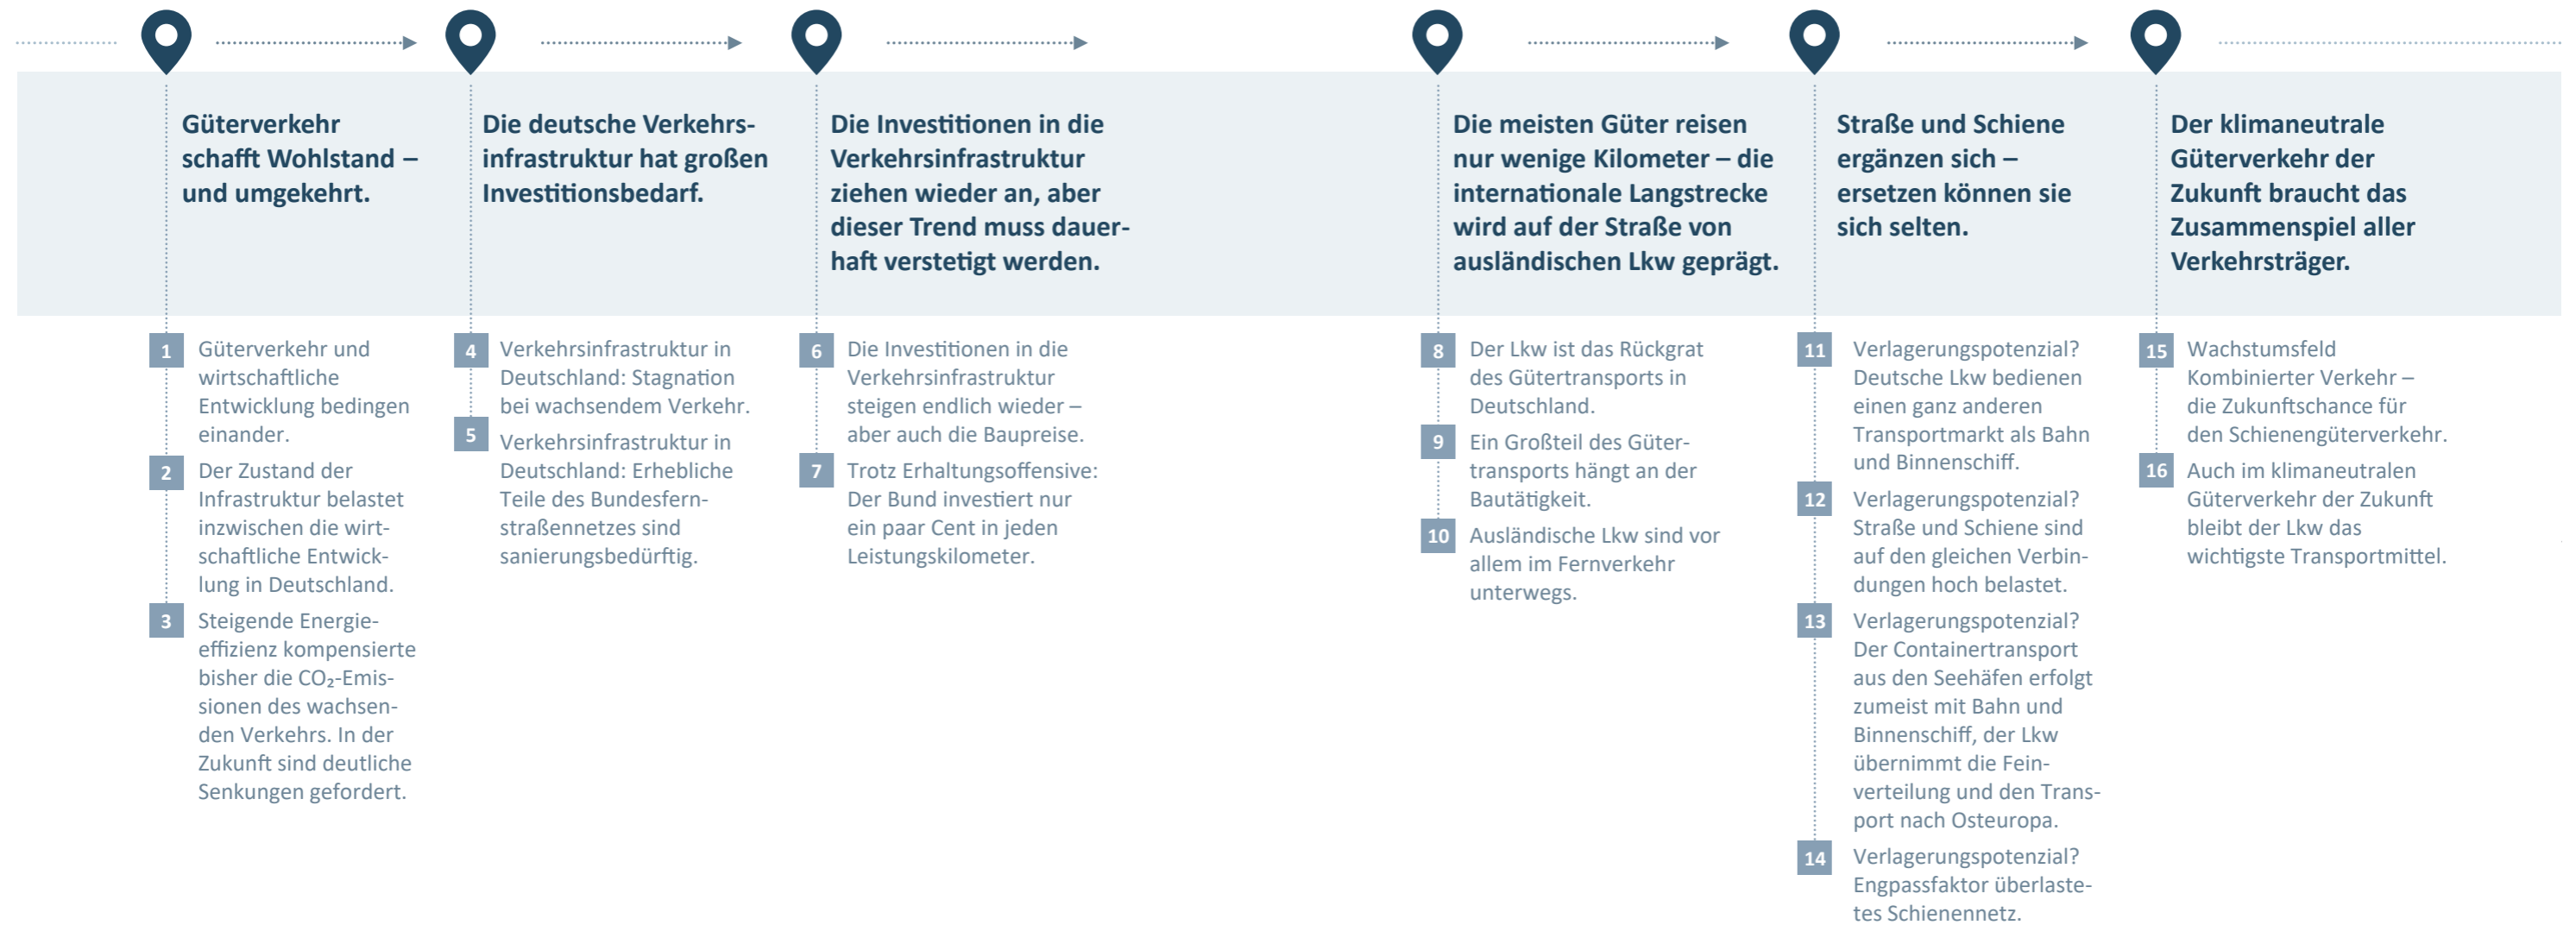 Güterverkehr
schafft Wohlstand –
und umgekehrt.
1
Güterverkehr und
wirtschaftliche
Entwicklung bedingen
einander.
2
Der Zustand der
Infrastruktur belastet
inzwischen die wirt-
schaftliche Entwick-
lung in Deutschland.
3
Steigende Energie-
effizienz kompensierte
bisher die CO₂-Emis-
sionen des wachsen-
den Verkehrs. In der
Zukunft sind deutliche
Senkungen gefordert.
Die deutsche Verkehrs-
infrastruktur hat großen
Investitionsbedarf.
4
Verkehrsinfrastruktur in
Deutschland: Stagnation
bei wachsendem Verkehr.
5
Verkehrsinfrastruktur in
Deutschland: Erhebliche
Teile des Bundesfern-
straßennetzes sind
sanierungsbedürftig.
Die Investitionen in die
Verkehrsinfrastruktur
ziehen wieder an, aber
dieser Trend muss dauer-
haft verstetigt werden.
6
Die Investitionen in die
Verkehrsinfrastruktur
steigen endlich wieder –
aber auch die Baupreise.
7
Trotz Erhaltungsoffensive:
Der Bund investiert nur
ein paar Cent in jeden
Leistungskilometer.
Die meisten Güter reisen
nur wenige Kilometer – die
internationale Langstrecke
wird auf der Straße von
ausländischen Lkw geprägt.
8
Der Lkw ist das Rückgrat
des Gütertransports in
Deutschland.
9
Ein Großteil des Güter-
transports hängt an der
Bautätigkeit.
10
Ausländische Lkw sind vor
allem im Fernverkehr
unterwegs.
Straße und Schiene
ergänzen sich –
ersetzen können sie
sich selten.
11
Verlagerungspotenzial?
Deutsche Lkw bedienen
einen ganz anderen
Transportmarkt als Bahn
und Binnenschiff.
12
Verlagerungspotenzial?
Straße und Schiene sind
auf den gleichen Verbin-
dungen hoch belastet.
13
Verlagerungspotenzial?
Der Containertransport
aus den Seehäfen erfolgt
zumeist mit Bahn und
Binnenschiff, der Lkw
übernimmt die Fein-
verteilung und den Trans-
port nach Osteuropa.
14
Verlagerungspotenzial?
Engpassfaktor überlaste-
tes Schienennetz.
Der klimaneutrale
Güterverkehr der
Zukunft braucht das
Zusammenspiel aller
Verkehrsträger.
15
Wachstumsfeld
Kombinierter Verkehr –
die Zukunftschance für
den Schienengüterverkehr.
16
Auch im klimaneutralen
Güterverkehr der Zukunft
bleibt der Lkw das
wichtigste Transportmittel.